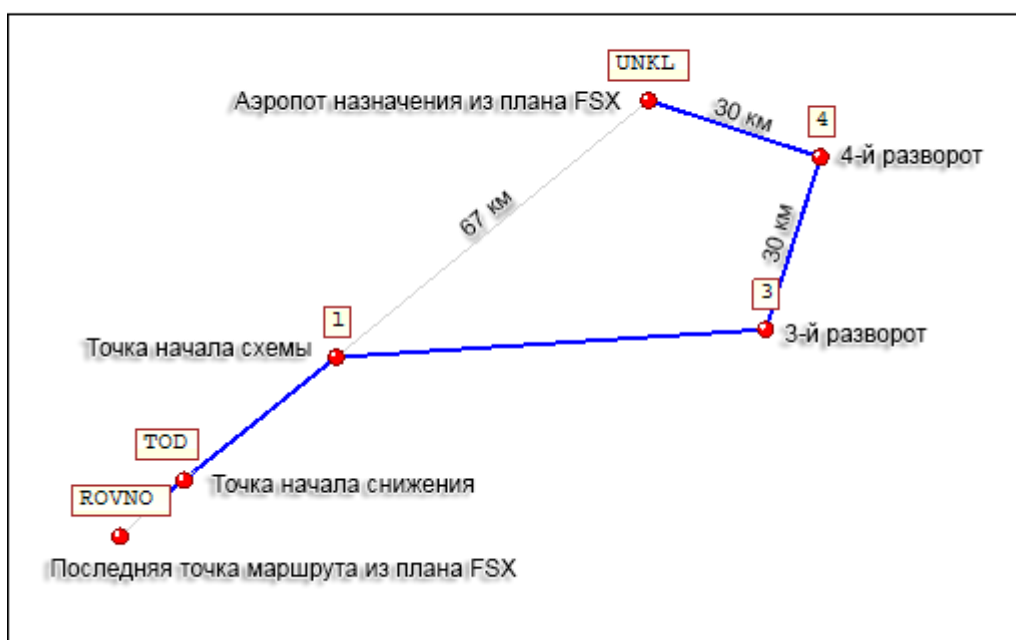 UNKL
Аэропот назначения из плана FSX
30 км
4
4-й разворот
67 км
30 км
3
3-й разворот
1
Точка начала схемы
TOD
Точка начала снижения
ROVNO
Последняя точка маршрута из плана FSX